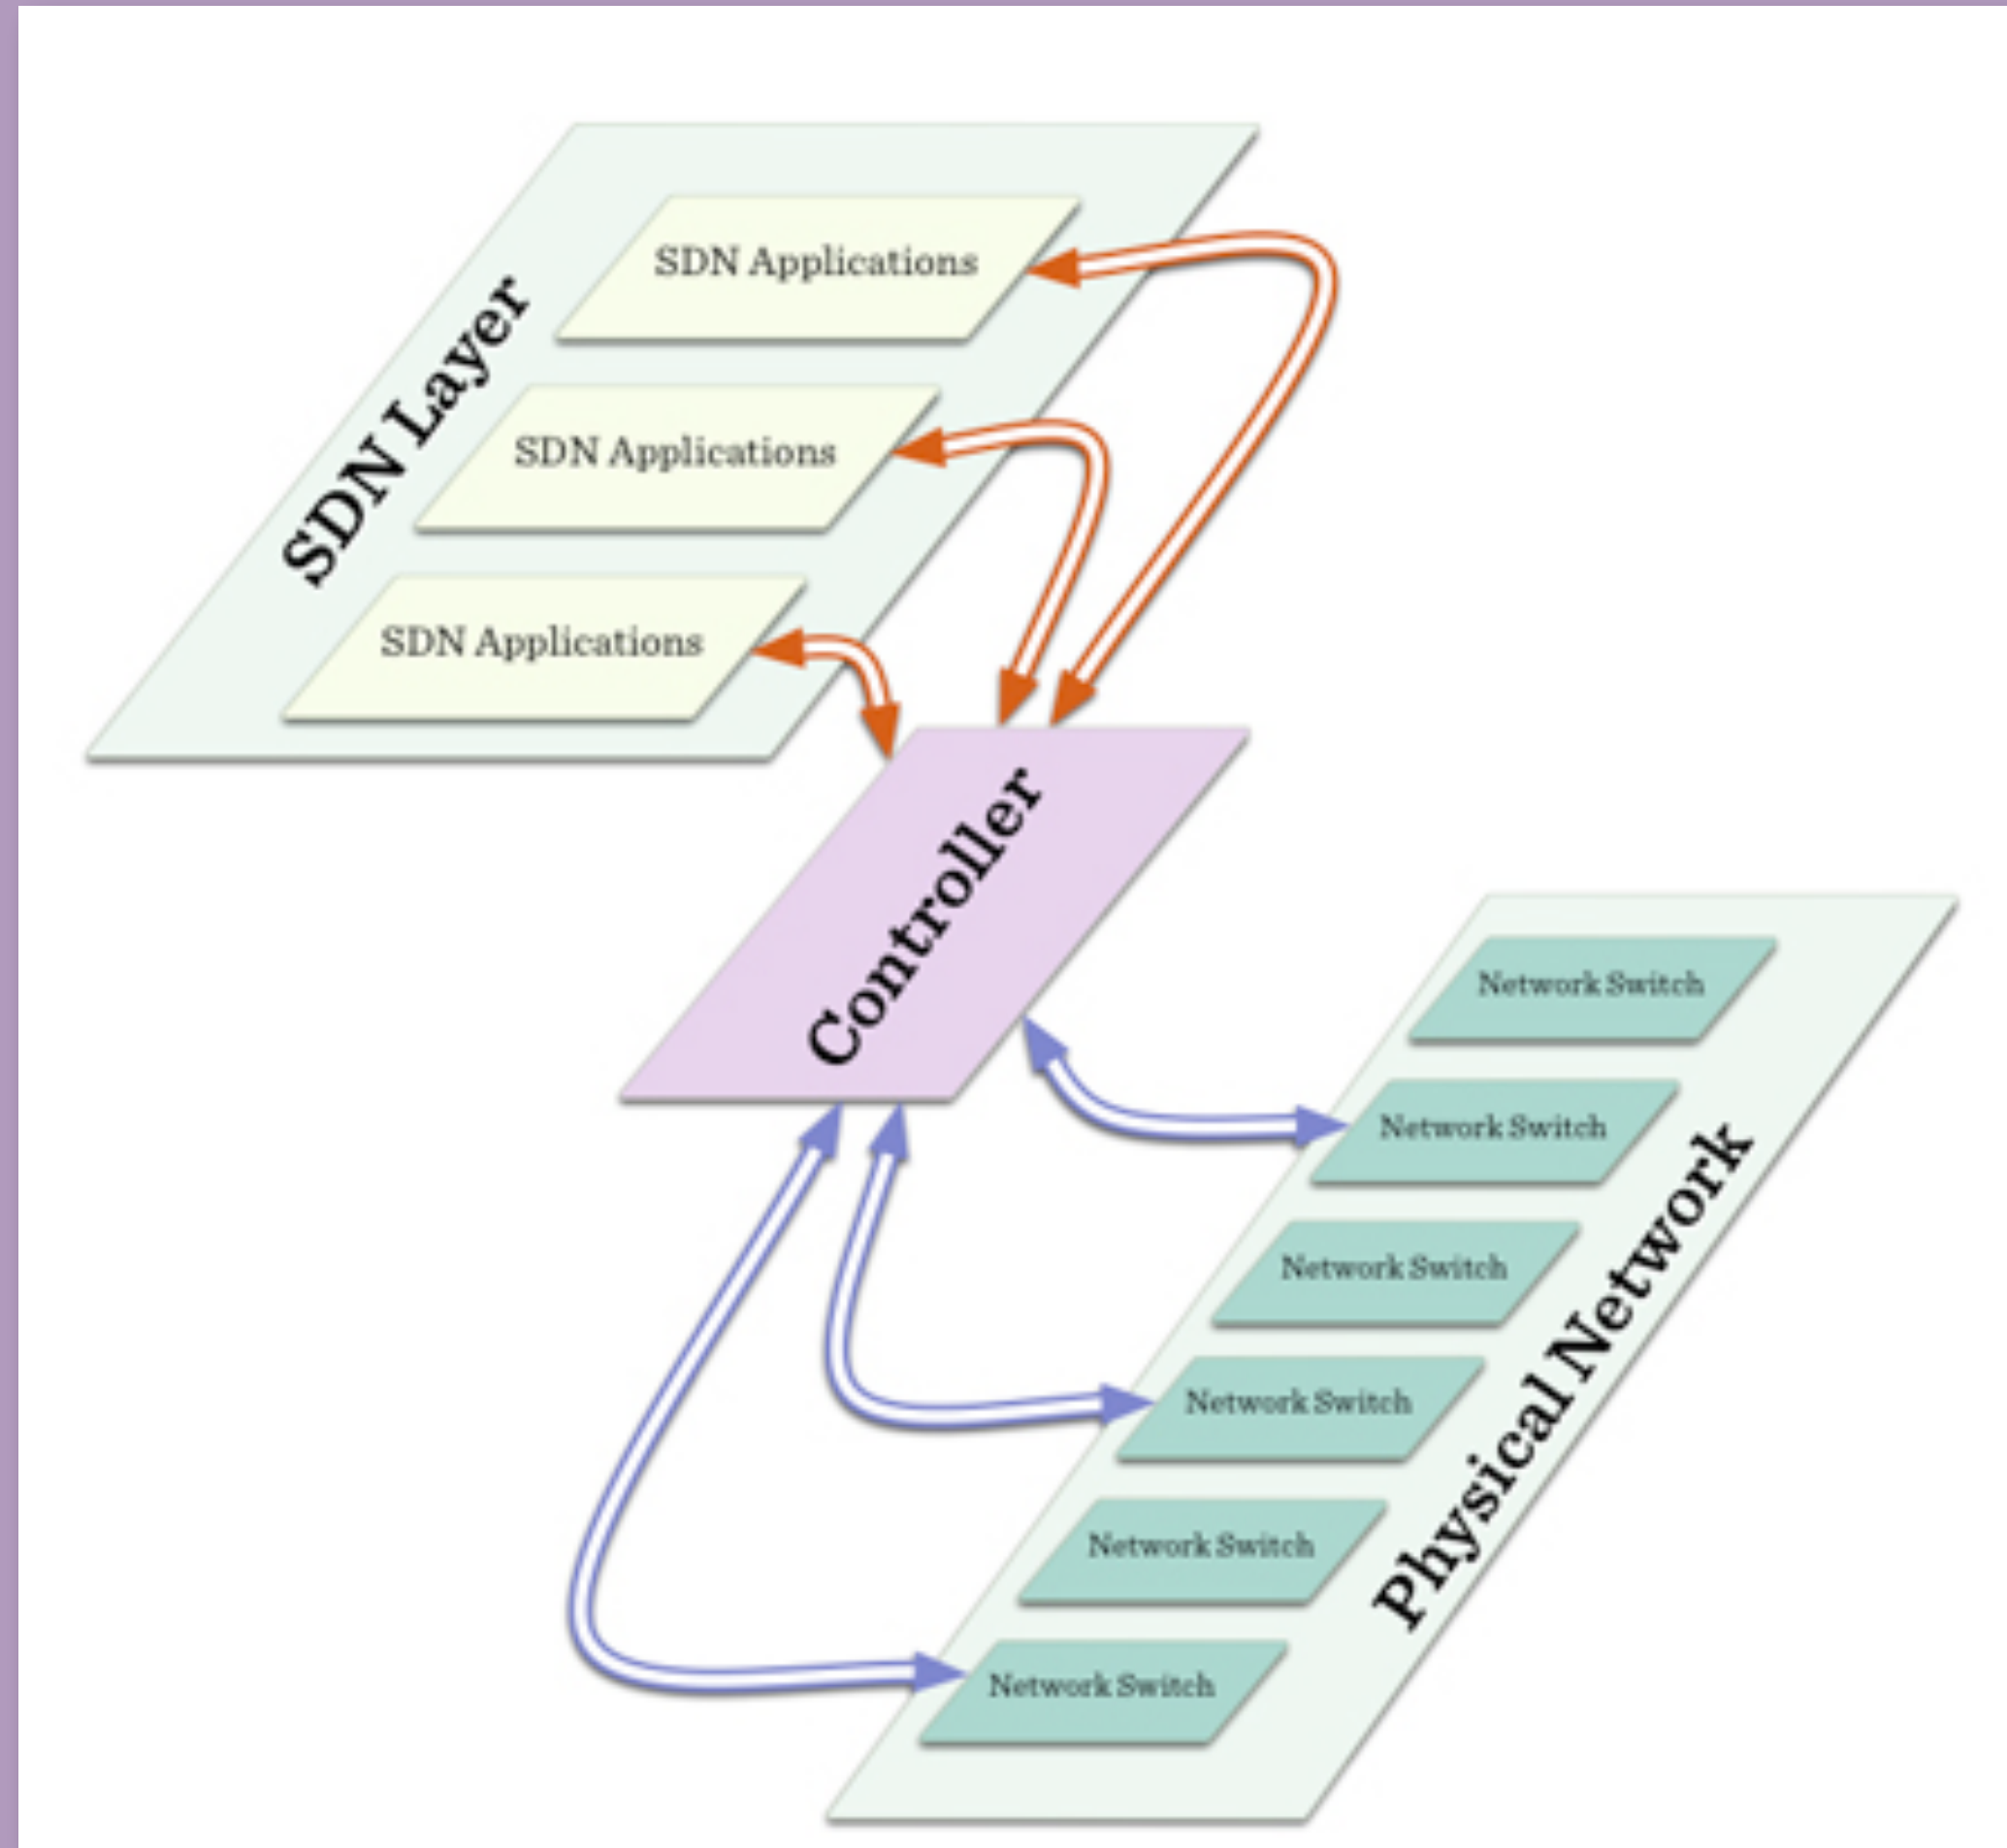 SDN Layer
SDN Applications
SDN Applications
SDN Applications
Controller
Network Switch
Network Switch
Network Switch
Network Switch
Network Switch
Network Switch
Physical Network